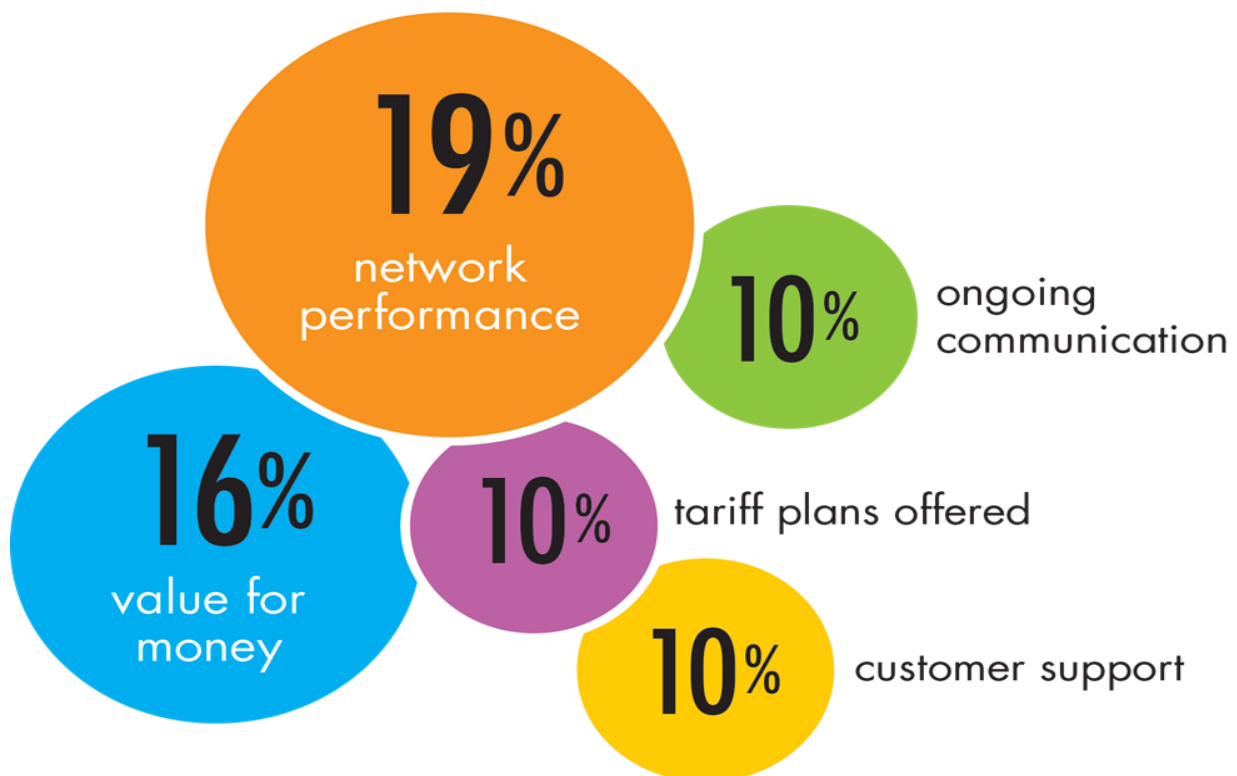 19%
network
performance
10%
ongoing
communication
16%
value for
money
10%
tariff plans offered
10%
customer support